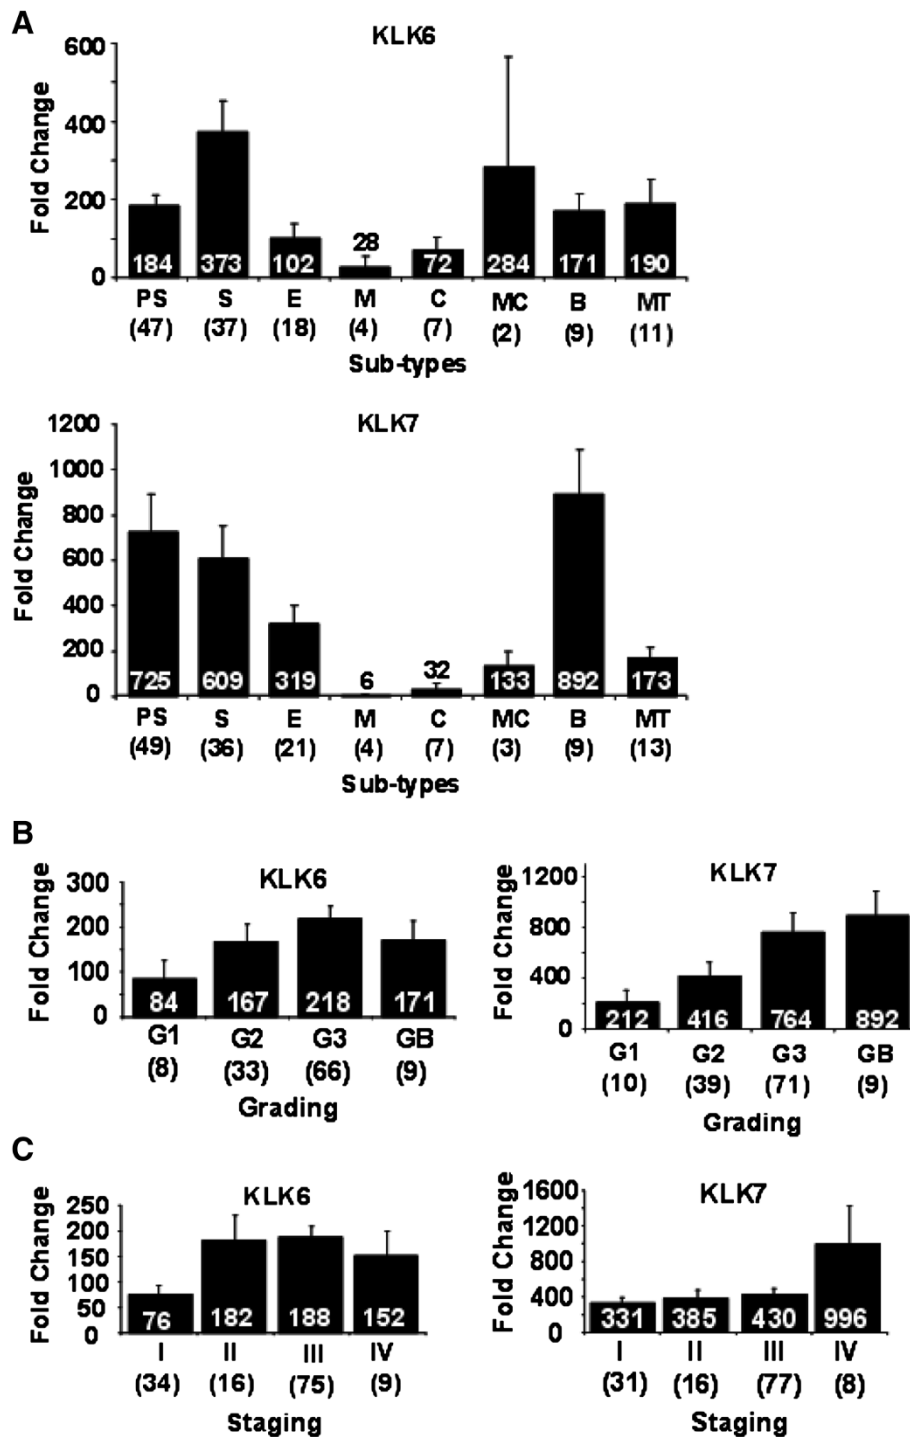 A
KLK6
Fold Change
600
400
200
0
184 373 102 28 72 284 171 190
PS S E M C MC B MT
(47) (37) (18) (4) (7) (2) (9) (11)
Sub-types
KLK7
Fold Change
1200
1000
800
600
400
200
0
725 609 319 6 32 133 892 173
PS S E M C MC B MT
(49) (36) (21) (4) (7) (3) (9) (13)
Sub-types
B
KLK6
Fold Change
300
200
100
0
84 167 218 171
G1 G2 G3 GB
(8) (33) (66) (9)
Grading
KLK7
Fold Change
1200
800
400
0
212 416 764 892
G1 G2 G3 GB
(10) (39) (71) (9)
Grading
C
KLK6
Fold Change
250
200
150
100
50
0
76 182 188 152
I II III IV
(34) (16) (75) (9)
Staging
KLK7
Fold Change
1600
1200
800
400
0
331 385 430 996
I II III IV
(31) (16) (77) (8)
Staging